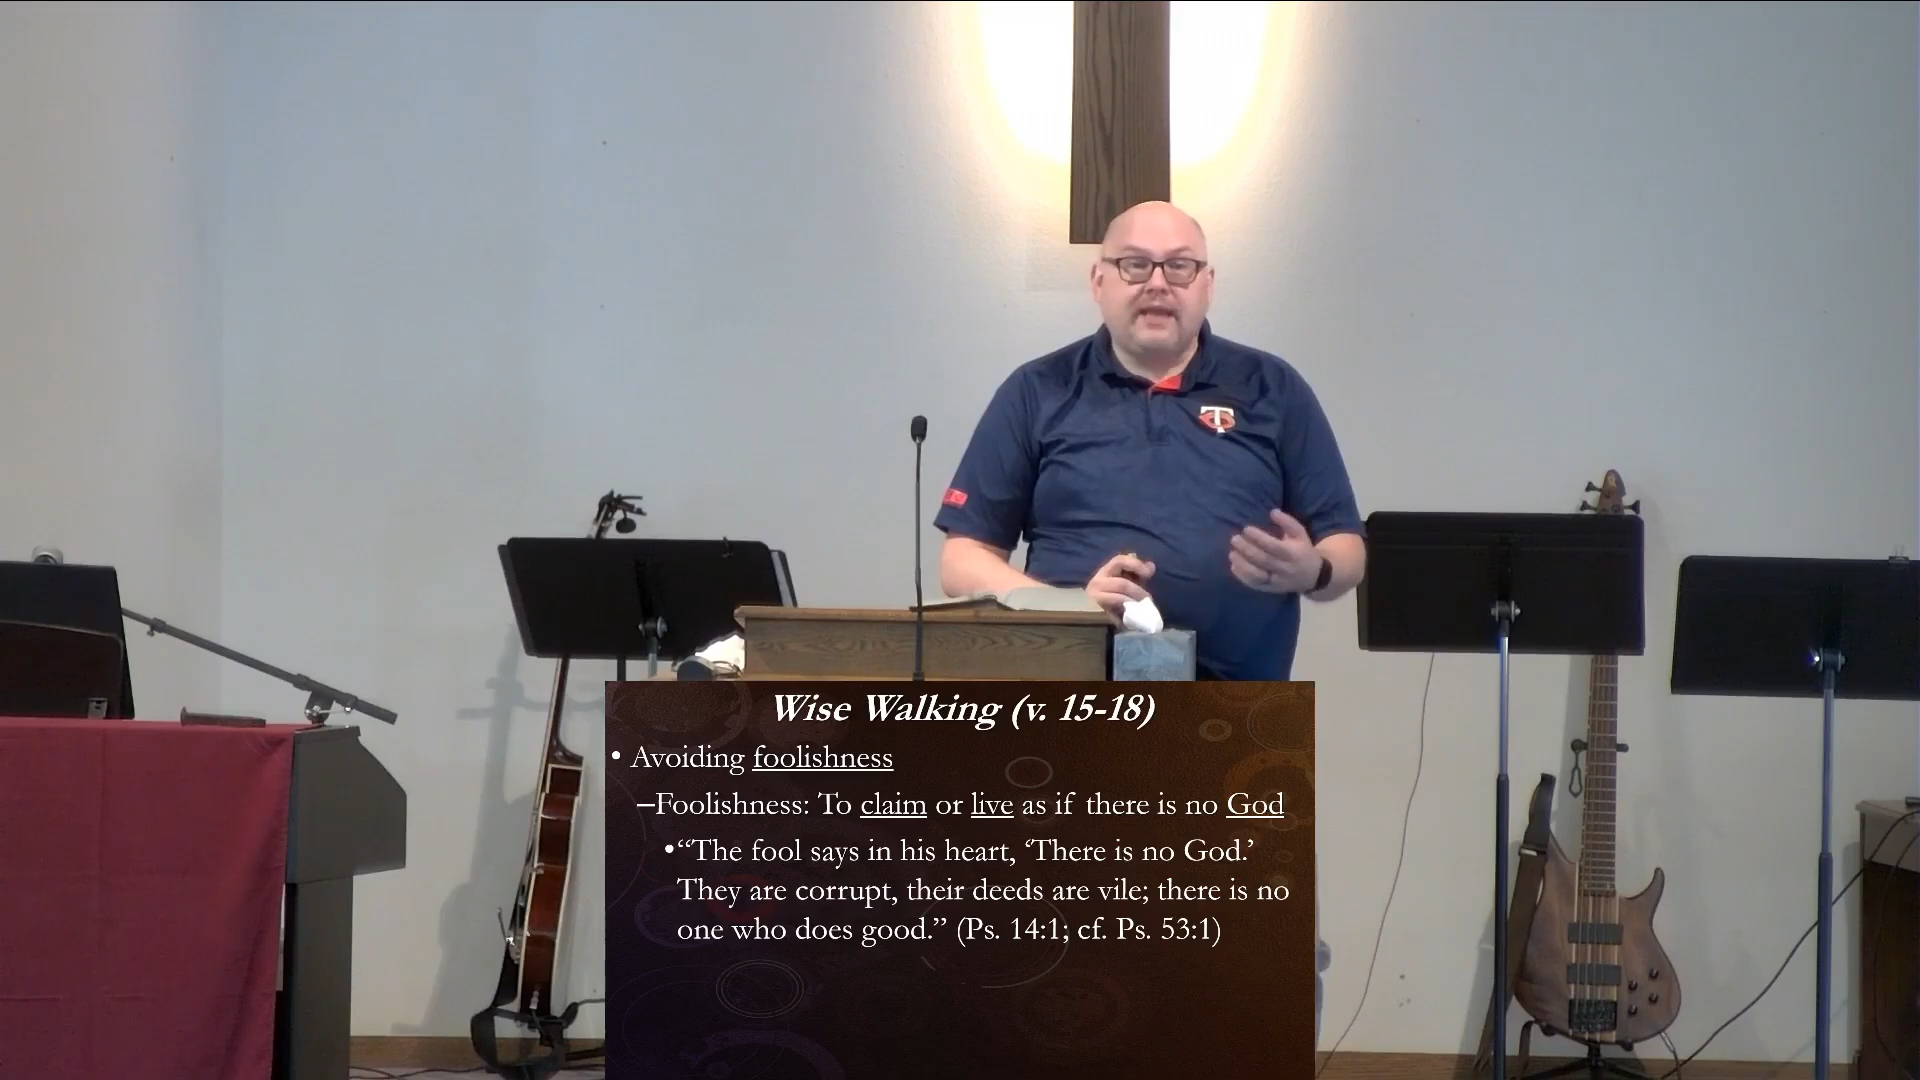 TC
Wise Walking (v. 15-18)
• Avoiding foolishness
–Foolishness: To claim or live as if there is no God
•“The fool says in his heart, ‘There is no God.’
They are corrupt, their deeds are vile; there is no
one who does good.” (Ps. 14:1; cf. Ps. 53:1)